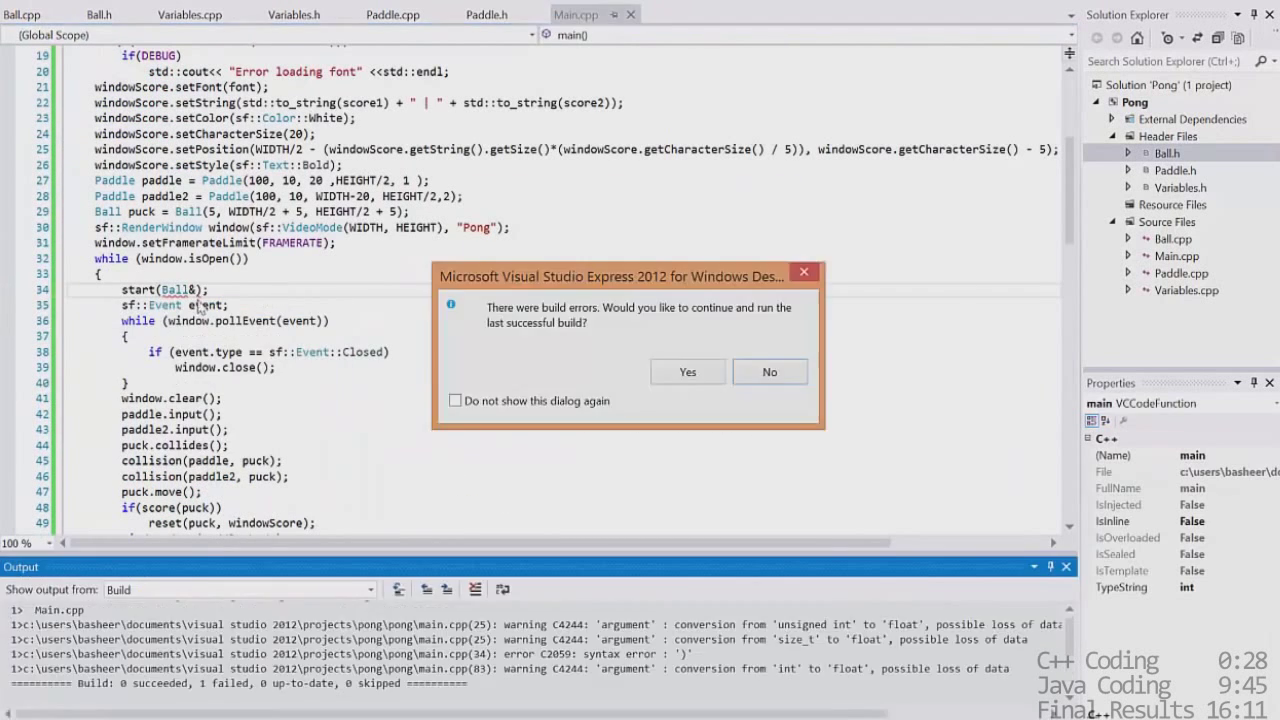 Ball.cpp Ball.h Variables.cpp Variables.h Paddle.cpp Paddle.h Main.cpp
(Global Scope) main()
19 if(DEBUG)
20 std::cout<< "Error loading font" <<std::endl;
21 windowScore.setFont(font);
22 windowScore.setString(std::to_string(score1) + " | " + std::to_string(score2));
23 windowScore.setColor(sf::Color::White);
24 windowScore.setCharacterSize(20);
25 windowScore.setPosition(WIDTH/2 - (windowScore.getString().getSize()*(windowScore.getCharacterSize() / 5)), windowScore.getCharacterSize() - 5);
26 windowScore.setStyle(sf::Text::Bold);
27 Paddle paddle = Paddle(100, 10, 20 ,HEIGHT/2, 1 );
28 Paddle paddle2 = Paddle(100, 10, WIDTH-20, HEIGHT/2,2);
29 Ball puck = Ball(5, WIDTH/2 + 5, HEIGHT/2 + 5);
30 sf::RenderWindow window(sf::VideoMode(WIDTH, HEIGHT), "Pong");
31 window.setFramerateLimit(FRAMERATE);
32 while (window.isOpen())
33 {
34 start(Ball&);
35 sf::Event event;
36 while (window.pollEvent(event))
37 {
38 if (event.type == sf::Event::Closed)
39 window.close();
40 }
41 window.clear();
42 paddle.input();
43 paddle2.input();
44 puck.collides();
45 collision(paddle, puck);
46 collision(paddle2, puck);
47 puck.move();
48 if(score(puck))
49 reset(puck, windowScore);
100 %
Microsoft Visual Studio Express 2012 for Windows Des...
There were build errors. Would you like to continue and run the
last successful build?
Yes No
Do not show this dialog again
Output
Show output from: Build
1> Main.cpp
1>c:\users\basheer\documents\visual studio 2012\projects\pong\pong\main.cpp(25): warning C4244: 'argument' : conversion from 'unsigned int' to 'float', possible loss of data
1>c:\users\basheer\documents\visual studio 2012\projects\pong\pong\main.cpp(25): warning C4244: 'argument' : conversion from 'size_t' to 'float', possible loss of data
1>c:\users\basheer\documents\visual studio 2012\projects\pong\pong\main.cpp(34): error C2059: syntax error : ')'
1>c:\users\basheer\documents\visual studio 2012\projects\pong\pong\main.cpp(83): warning C4244: 'argument' : conversion from 'int' to 'float', possible loss of data
========== Build: 0 succeeded, 1 failed, 0 up-to-date, 0 skipped ==========
Solution Explorer
Search Solution Explorer (Ctrl+;)
Solution 'Pong' (1 project)
Pong
External Dependencies
Header Files
Ball.h
Paddle.h
Variables.h
Resource Files
Source Files
Ball.cpp
Main.cpp
Paddle.cpp
Variables.cpp
Properties
main VCCodeFunction
C++
(Name) main
File c:\users\basheer\do
FullName main
IsInjected False
IsInline False
IsOverloaded False
IsSealed False
IsTemplate False
TypeString int
C++
C++ Coding 0:28
Java Coding 9:45
Final Results 16:11